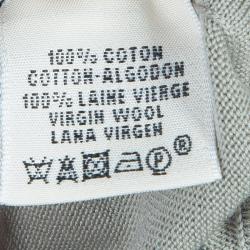 100% COTON
COTTON-ALGODON
100% LAINE VIERGE
VIRGIN WOOL
LANA VIRGEN
P®